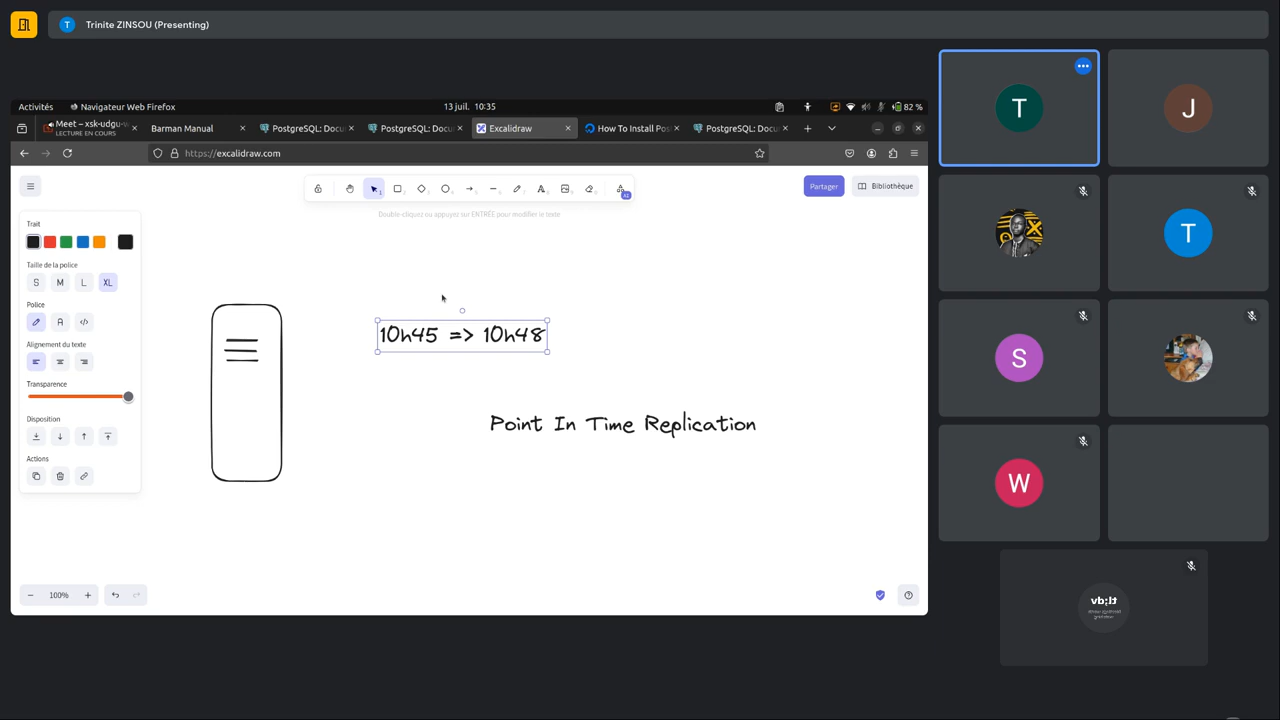 Trinite ZINSOU (Presenting)
Activités
Navigateur Web Firefox
13 juil. 10:35
82 %
Meet – xsk-udgu-w
LECTURE EN COURS
Barman Manual
PostgreSQL: Docu
PostgreSQL: Docu
Excalidraw
How To Install Pos
PostgreSQL: Docu
https://excalidraw.com
Partager
Bibliothèque
Double-cliquez ou appuyez sur ENTRÉE pour modifier le texte
Trait
Taille de la police
S M L XL
Police
A
Alignement du texte
Transparence
Disposition
Actions
10h45 => 10h48
Point In Time Replication
100%
T
J
T
S
W